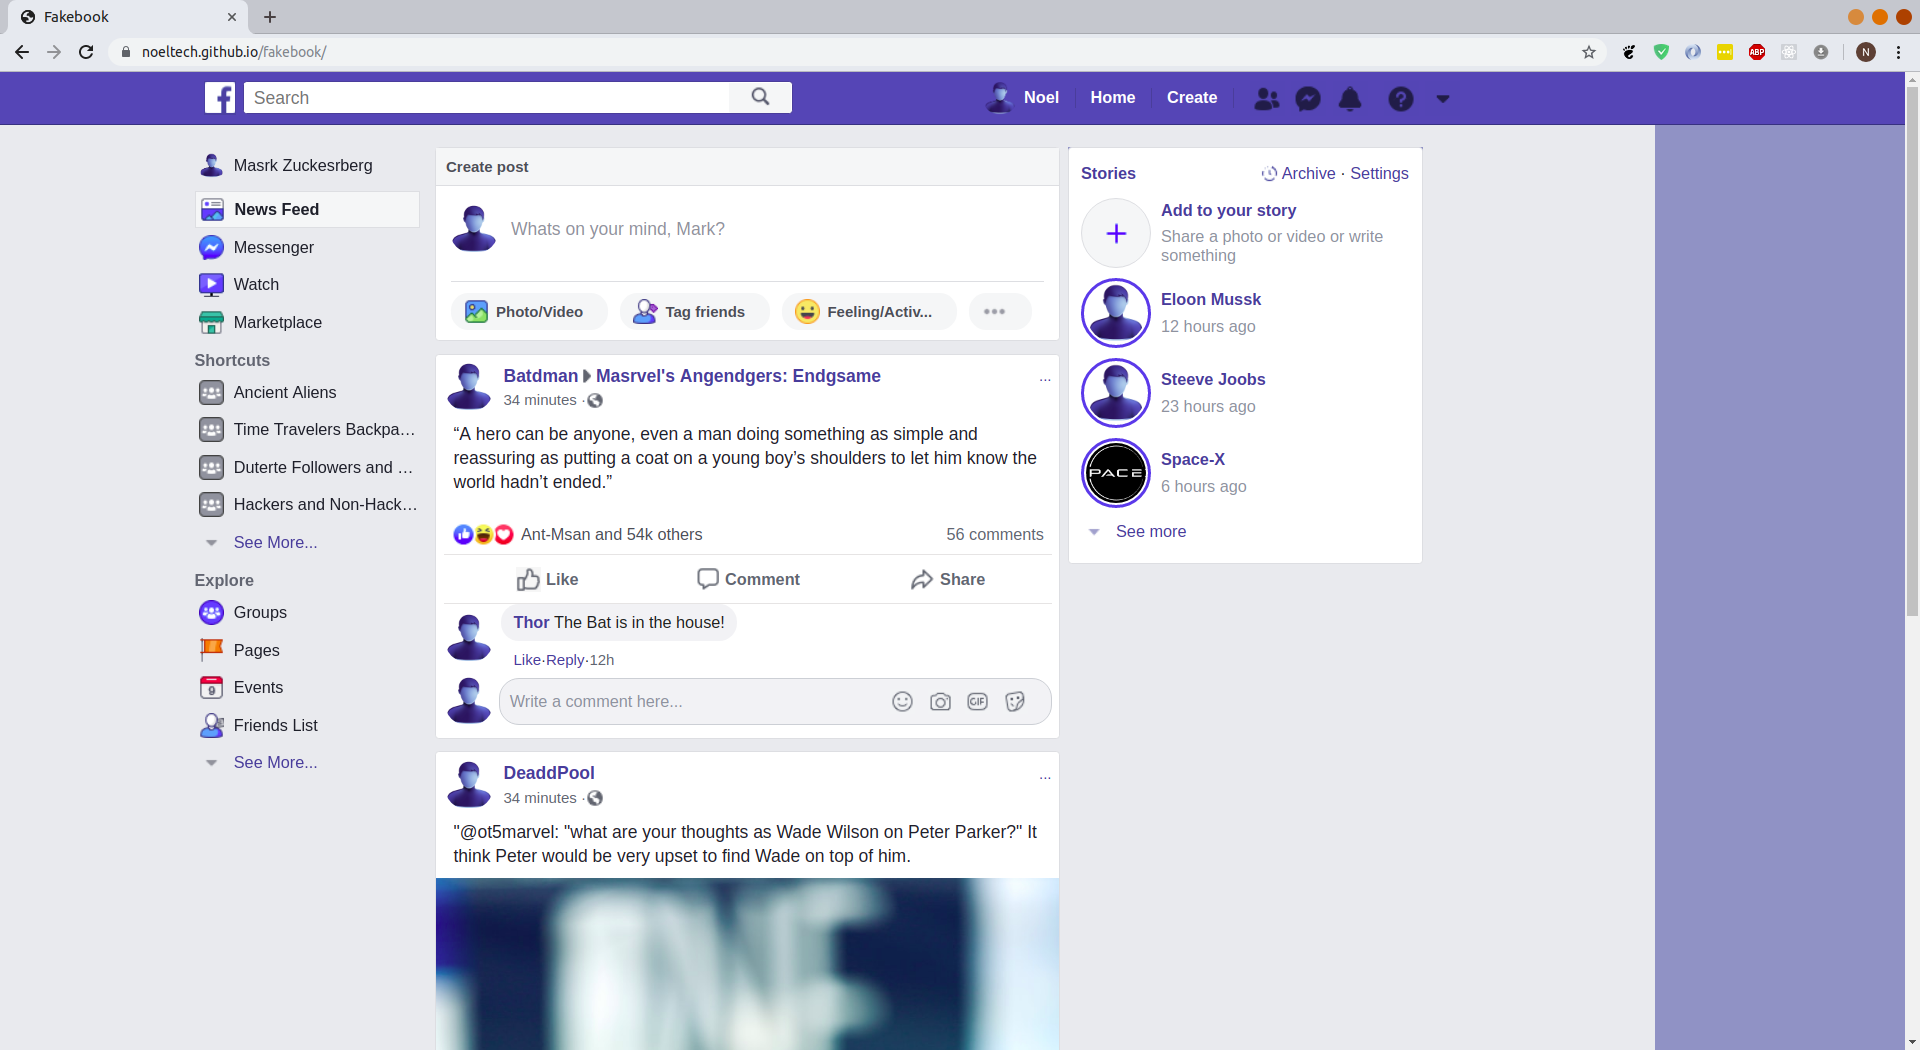 Fakebook
noeltech.github.io/fakebook/
ABP
N
Search
Noel
Home
Create
Masrk Zuckesrberg
News Feed
Messenger
Watch
Marketplace
Shortcuts
Ancient Aliens
Time Travelers Backpa...
Duterte Followers and ...
Hackers and Non-Hack...
See More...
Explore
Groups
Pages
9
Events
Friends List
See More...
Create post
Whats on your mind, Mark?
Photo/Video
Tag friends
Feeling/Activ...
Batdman Masrvel's Angendgers: Endgsame
...
34 minutes ·
“A hero can be anyone, even a man doing something as simple and
reassuring as putting a coat on a young boy’s shoulders to let him know the
world hadn’t ended.”
Ant-Msan and 54k others
56 comments
Like
Comment
Share
Thor The Bat is in the house!
Like·Reply·12h
Write a comment here...
GIF
DeaddPool
...
34 minutes ·
"@ot5marvel: "what are your thoughts as Wade Wilson on Peter Parker?" It
think Peter would be very upset to find Wade on top of him.
Stories
Archive · Settings
Add to your story
Share a photo or video or write
something
Eloon Mussk
12 hours ago
Steeve Joobs
23 hours ago
PACE
Space-X
6 hours ago
See more